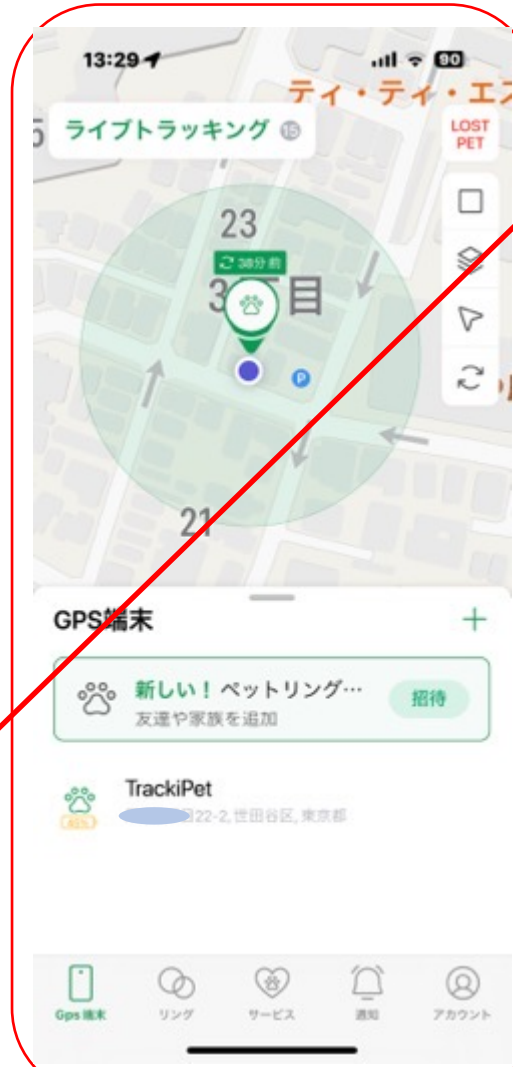 13:29
90
ティ・ティ・エス
5
ライブトラッキング 15
LOST
PET
23
38分前
3
目
P
21
GPS端末
新しい！ペットリング…
招待
友達や家族を追加
TrackiPet
45%
22-2, 世田谷区, 東京都
Gps 端末
リング
サービス
通知
アカウント